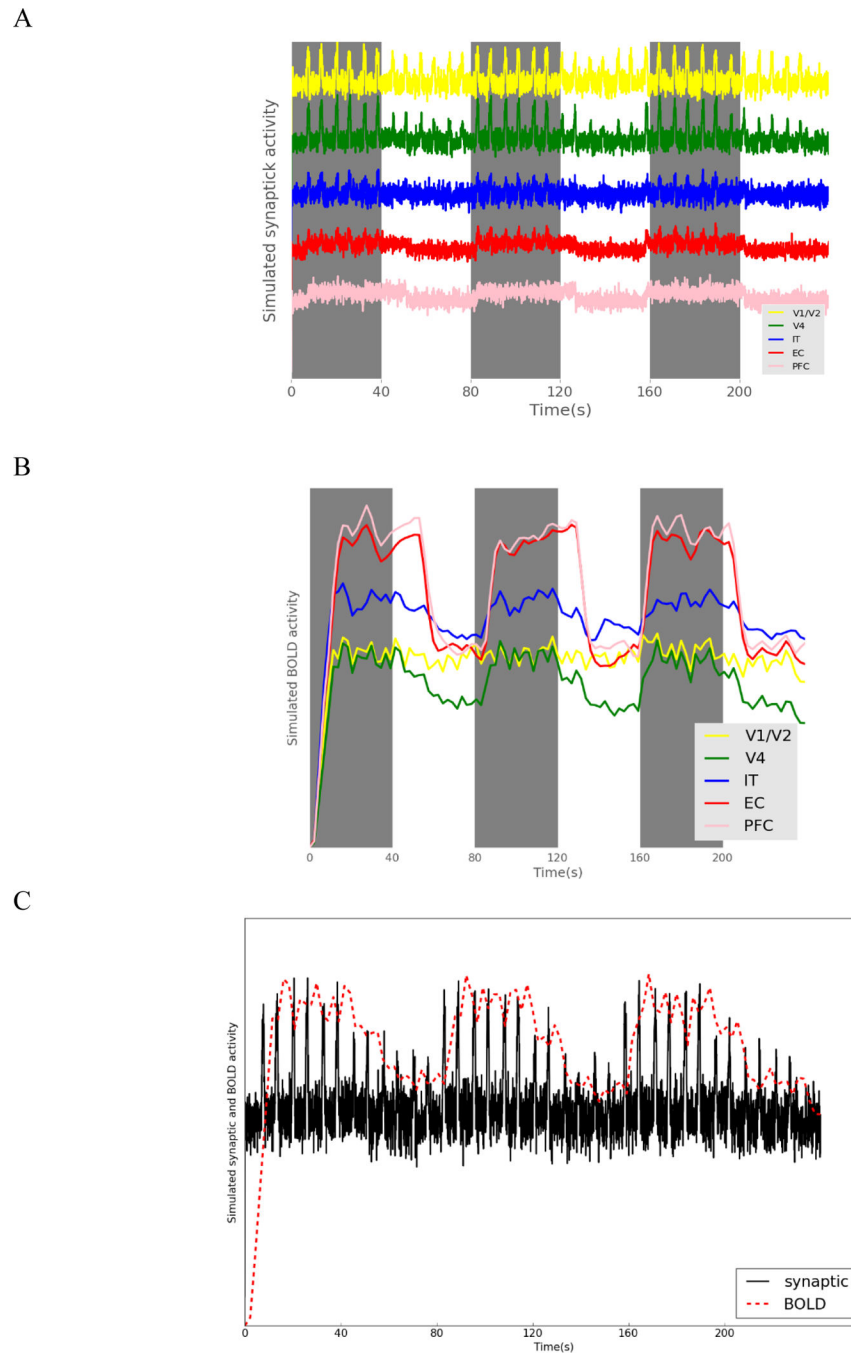 A
Simulated synaptick activity
V1/V2
V4
IT
EC
PFC
0 40 80 120 160 200
Time(s)
B
Simulated BOLD activity
V1/V2
V4
IT
EC
PFC
0 40 80 120 160 200
Time(s)
C
Simulated synaptic and BOLD activity
synaptic
BOLD
0 40 80 120 160 200
Time(s)